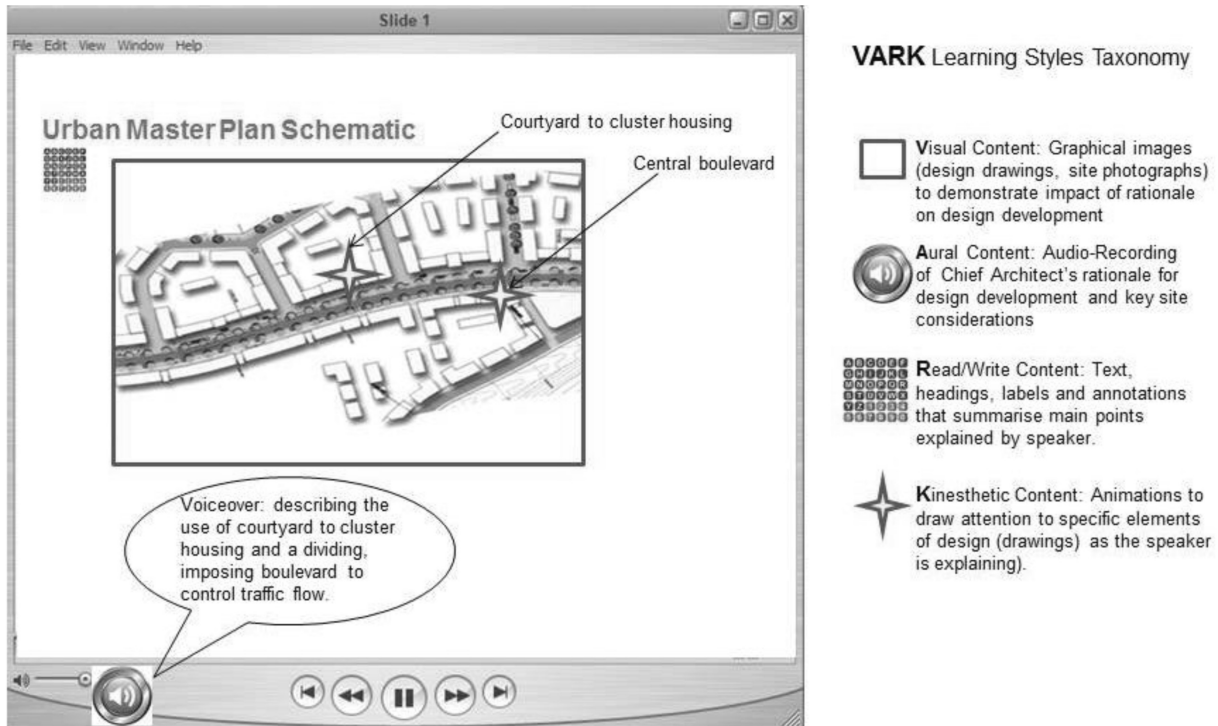 Slide 1
File Edit View Window Help
Urban Master Plan Schematic
Courtyard to cluster housing
Central boulevard
Voiceover: describing the
use of courtyard to cluster
housing and a dividing,
imposing boulevard to
control traffic flow.
VARK Learning Styles Taxonomy
Visual Content: Graphical images
(design drawings, site photographs)
to demonstrate impact of rationale
on design development
Aural Content: Audio-Recording
of Chief Architect's rationale for
design development and key site
considerations
Read/Write Content: Text,
headings, labels and annotations
that summarise main points
explained by speaker.
Kinesthetic Content: Animations to
draw attention to specific elements
of design (drawings) as the speaker
is explaining).